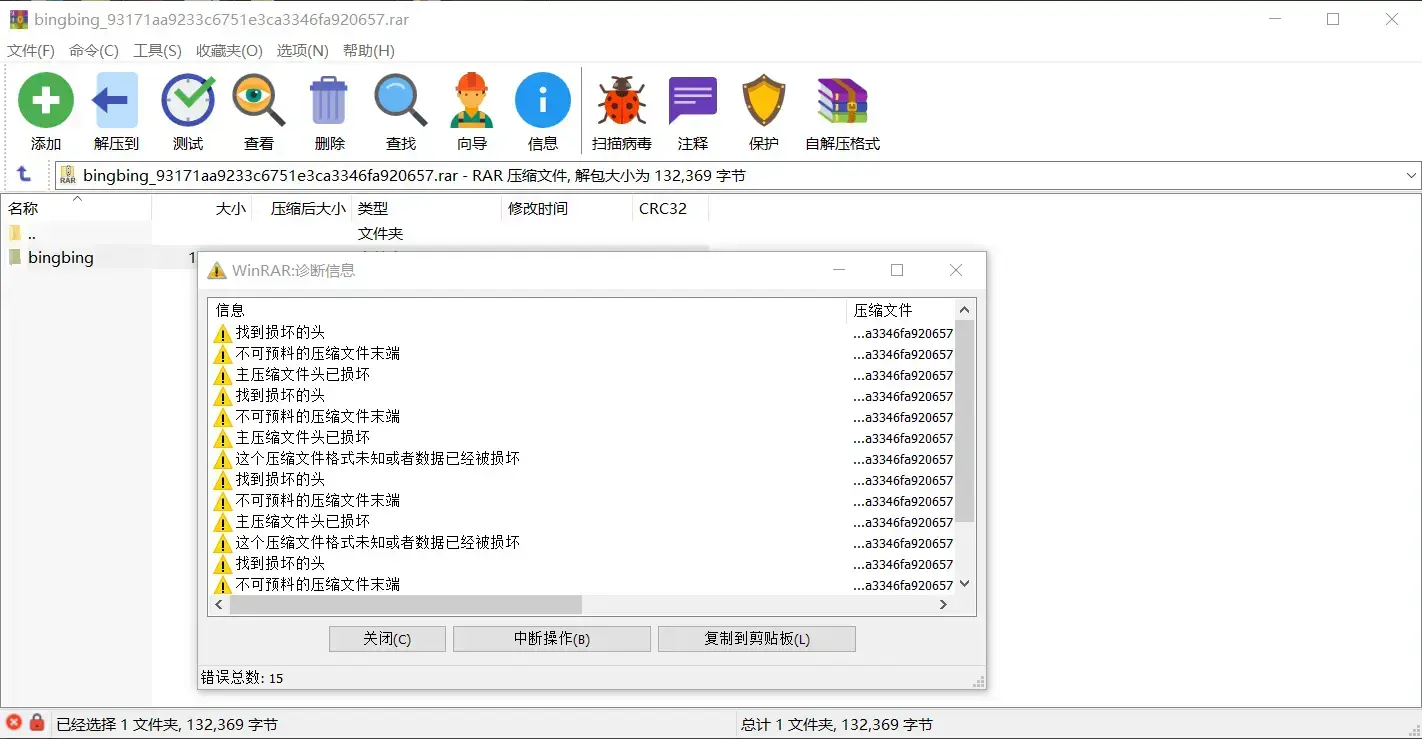 bingbing_93171aa9233c6751e3ca3346fa920657.rar
文件(F) 命令(C) 工具(S) 收藏夹(O) 选项(N) 帮助(H)
添加 解压到 测试 查看 删除 查找 向导 信息 扫描病毒 注释 保护 自解压格式
RAR bingbing_93171aa9233c6751e3ca3346fa920657.rar - RAR 压缩文件, 解包大小为 132,369 字节
名称 大小 压缩后大小 类型 修改时间 CRC32
.. 文件夹
bingbing 1
WinRAR:诊断信息
信息 压缩文件
找到损坏的头 ...a3346fa920657
不可预料的压缩文件末端 ...a3346fa920657
主压缩文件头已损坏 ...a3346fa920657
找到损坏的头 ...a3346fa920657
不可预料的压缩文件末端 ...a3346fa920657
主压缩文件头已损坏 ...a3346fa920657
这个压缩文件格式未知或者数据已经被损坏 ...a3346fa920657
找到损坏的头 ...a3346fa920657
不可预料的压缩文件末端 ...a3346fa920657
主压缩文件头已损坏 ...a3346fa920657
这个压缩文件格式未知或者数据已经被损坏 ...a3346fa920657
找到损坏的头 ...a3346fa920657
不可预料的压缩文件末端 ...a3346fa920657
关闭(C) 中断操作(B) 复制到剪贴板(L)
错误总数: 15
已经选择 1 文件夹, 132,369 字节 总计 1 文件夹, 132,369 字节